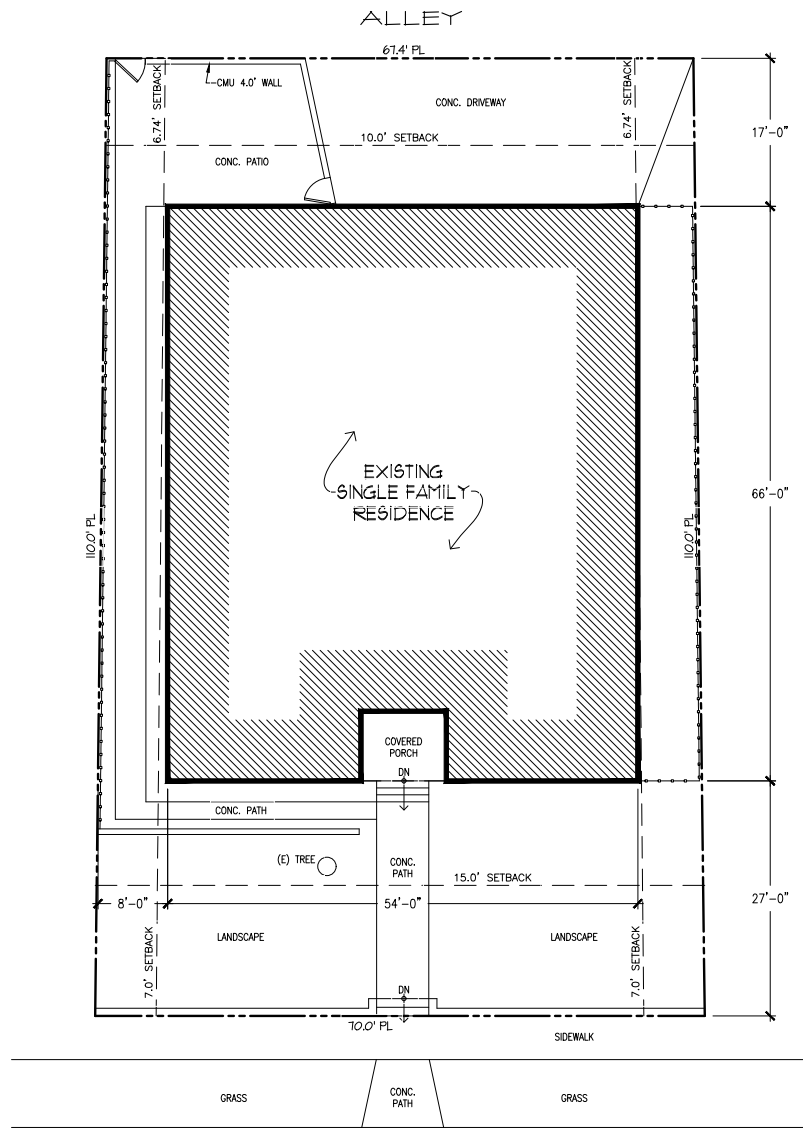 ALLEY
67.4' PL
6.74' SETBACK
CMU 4.0' WALL
CONC. DRIVEWAY
6.74' SETBACK
17'-0"
10.0' SETBACK
CONC. PATIO
EXISTING
SINGLE FAMILY
RESIDENCE
66'-0"
110.0' PL
110.0' PL
COVERED
PORCH
DN
CONC. PATH
(E) TREE
CONC.
PATH
15.0' SETBACK
8'-0"
54'-0"
27'-0"
LANDSCAPE
LANDSCAPE
7.0' SETBACK
7.0' SETBACK
DN
70.0' PL
SIDEWALK
GRASS
CONC.
PATH
GRASS